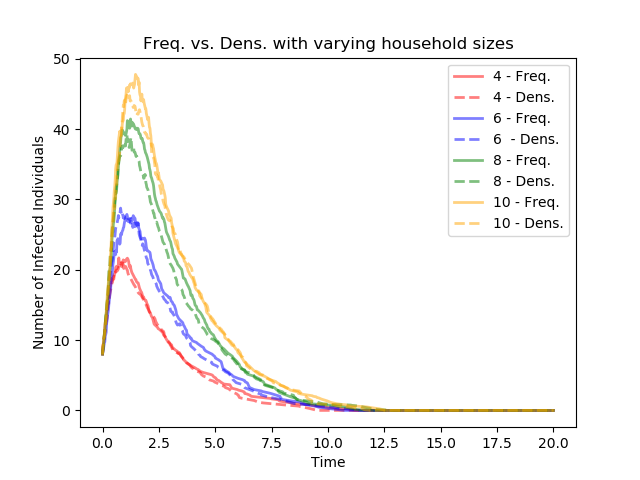 Freq. vs. Dens. with varying household sizes
Number of Infected Individuals
50
40
30
20
10
0
4 - Freq.
4 - Dens.
6 - Freq.
6  - Dens.
8 - Freq.
8 - Dens.
10 - Freq.
10 - Dens.
0.0 2.5 5.0 7.5 10.0 12.5 15.0 17.5 20.0
Time